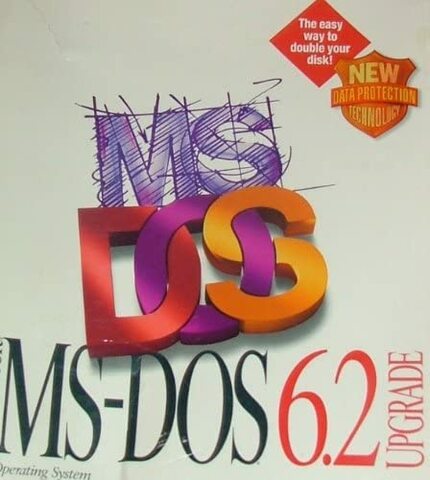 The easy
way to
double your
disk!
NEW
DATA PROTECTION
TECHNOLOGY
MS
DOS
MS-DOS 6.2
UPGRADE
Operating System